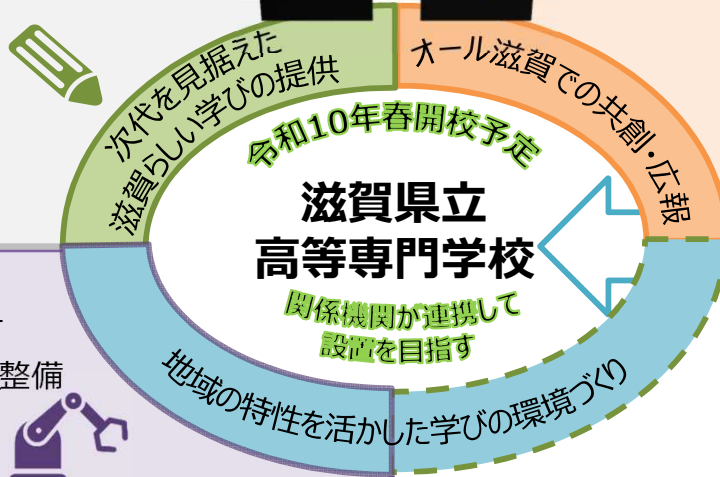 次代を見据えた
滋賀らしい学びの提供
オール滋賀での共創・広報
令和10年春開校予定
滋賀県立
高等専門学校
関係機関が連携して
設置を目指す
整備
地域の特性を活かした学びの環境づくり